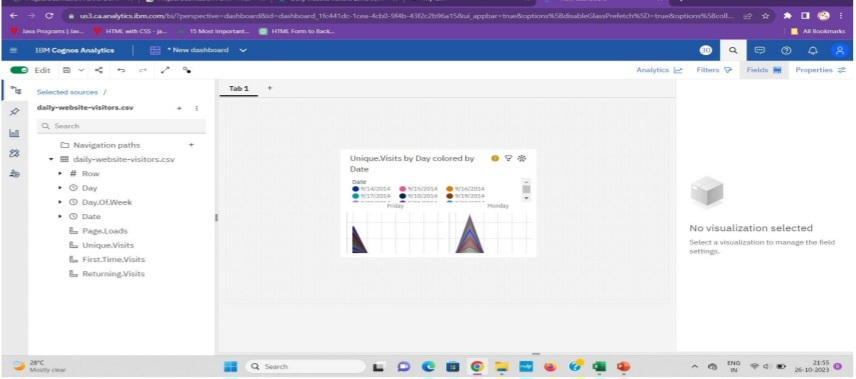 us3.ca.analytics.ibm.com/bi/?perspective=dashboard&id=dashboard_1fc441dc-1cea-4cb0-9f4b-43f2c2b96a15&ui_appbar=true&options%5BdisableGlassPrefetch%5D=true&options%5Bcoll...
Java Programs | Jav... HTML with CSS - ja... 15 Most Important... HTML Form to Back... All Bookmarks
IBM Cognos Analytics * New dashboard
Edit Analytics Filters Fields Properties
Selected sources / Tab 1 +
daily-website-visitors.csv
Search
Navigation paths
daily-website-visitors.csv
# Row
Day
Day.Of.Week
Date
Page.Loads
Unique.Visits
First.Time.Visits
Returning.Visits
Unique.Visits by Day colored by
Date
Date
9/14/2014 9/15/2014 9/16/2014
9/17/2014 9/18/2014 9/19/2014
Friday Monday
No visualization selected
Select a visualization to manage the field
settings.
28°C
Mostly clear
Search
ENG
IN
21:55
26-10-2023